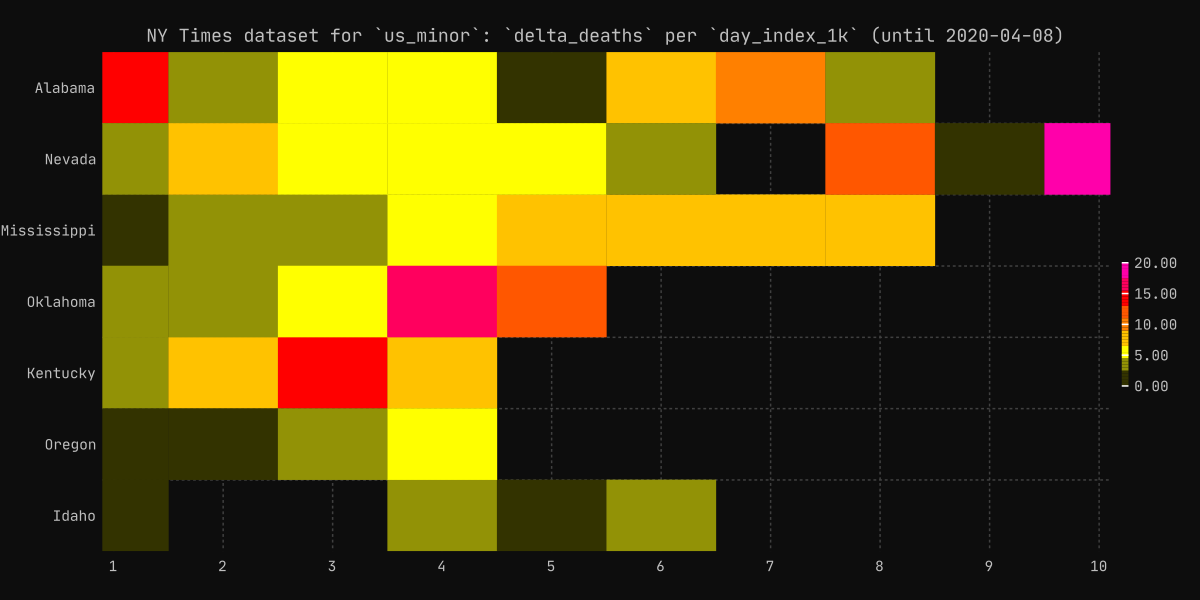 NY Times dataset for `us_minor`: `delta_deaths` per `day_index_1k` (until 2020-04-08)
Alabama
Nevada
Mississippi
Oklahoma
Kentucky
Oregon
Idaho
20.00
15.00
10.00
5.00
0.00
1 2 3 4 5 6 7 8 9 10